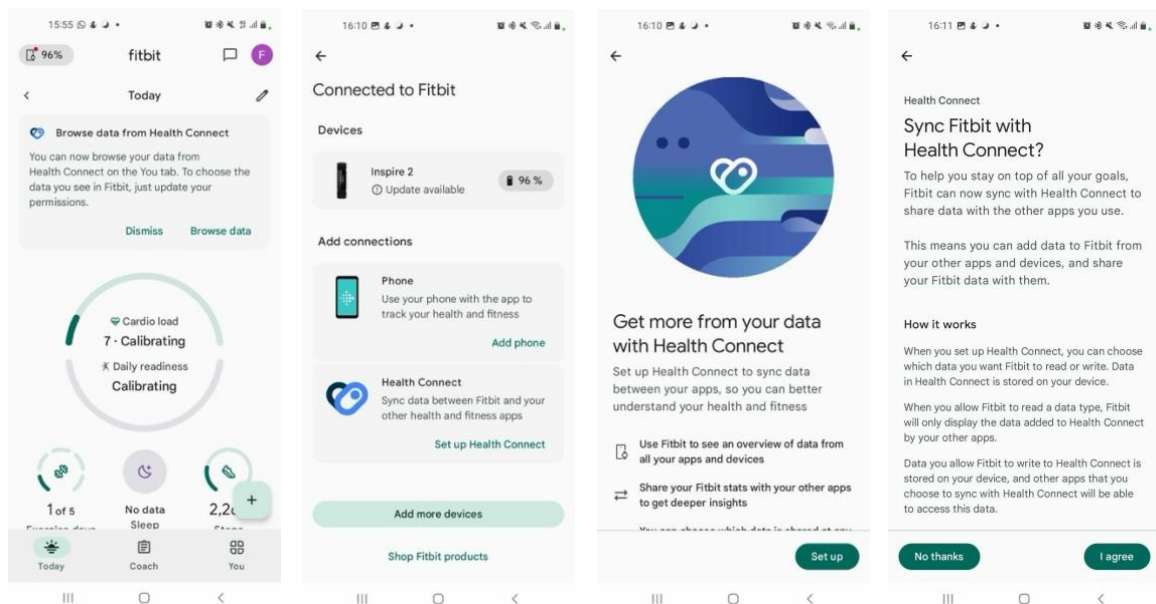 15:55
96%
fitbit
F
Today
Browse data from Health Connect
You can now browse your data from
Health Connect on the You tab. To choose the
data you see in Fitbit, just update your
permissions.
Dismiss Browse data
Cardio load
7 · Calibrating
Daily readiness
Calibrating
1 of 5
No data
Sleep
2,2
Today Coach You
16:10
Connected to Fitbit
Devices
Inspire 2
Update available
96 %
Add connections
Phone
Use your phone with the app to
track your health and fitness
Add phone
Health Connect
Sync data between Fitbit and your
other health and fitness apps
Set up Health Connect
Add more devices
Shop Fitbit products
16:10
Get more from your data
with Health Connect
Set up Health Connect to sync data
between your apps, so you can better
understand your health and fitness
Use Fitbit to see an overview of data from
all your apps and devices
Share your Fitbit stats with your other apps
to get deeper insights
Set up
16:11
Health Connect
Sync Fitbit with
Health Connect?
To help you stay on top of all your goals,
Fitbit can now sync with Health Connect to
share data with the other apps you use.
This means you can add data to Fitbit from
your other apps and devices, and share
your Fitbit data with them.
How it works
When you set up Health Connect, you can choose
which data you want Fitbit to read or write. Data
in Health Connect is stored on your device.
When you allow Fitbit to read a data type, Fitbit
will only display the data added to Health Connect
by your other apps.
Data you allow Fitbit to write to Health Connect is
stored on your device, and other apps that you
choose to sync with Health Connect will be able
to access this data.
No thanks I agree